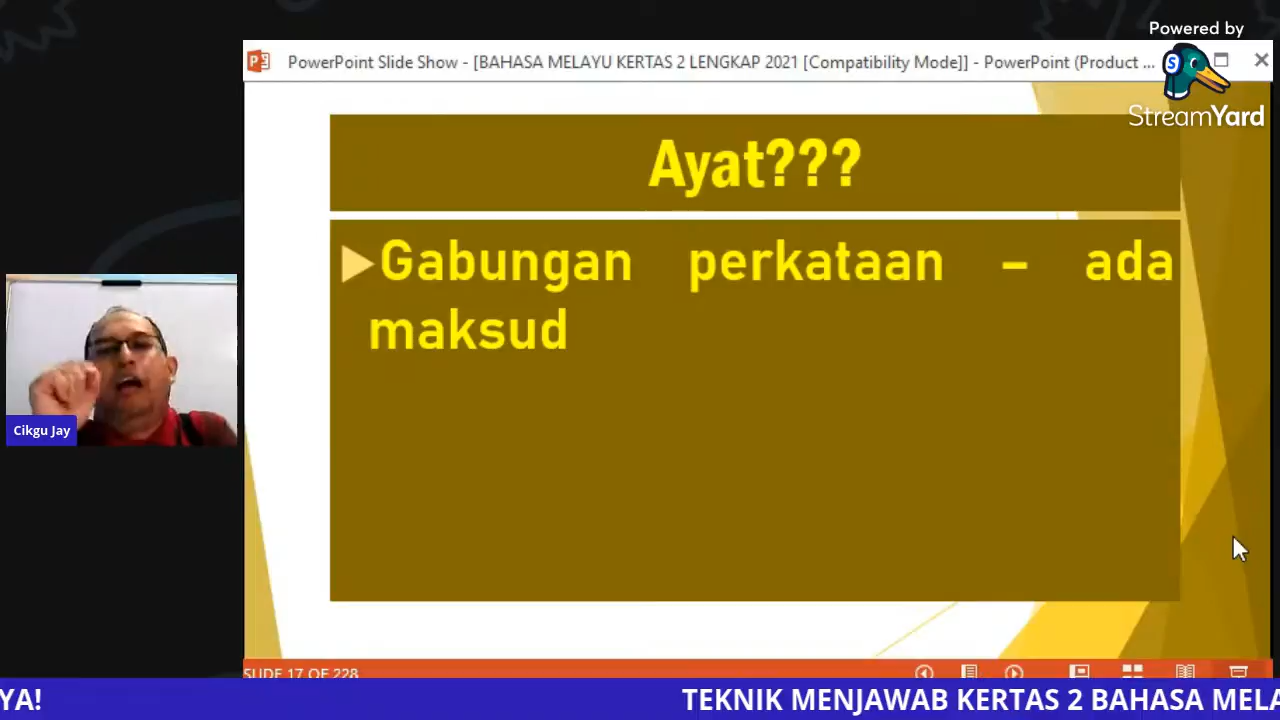 Powered by
PowerPoint Slide Show - [BAHASA MELAYU KERTAS 2 LENGKAP 2021 [Compatibility Mode]] - PowerPoint (Product ...
StreamYard
Ayat???
Gabungan perkataan – ada
maksud
Cikgu Jay
SLIDE 17 OF 228
YA! TEKNIK MENJAWAB KERTAS 2 BAHASA MELA